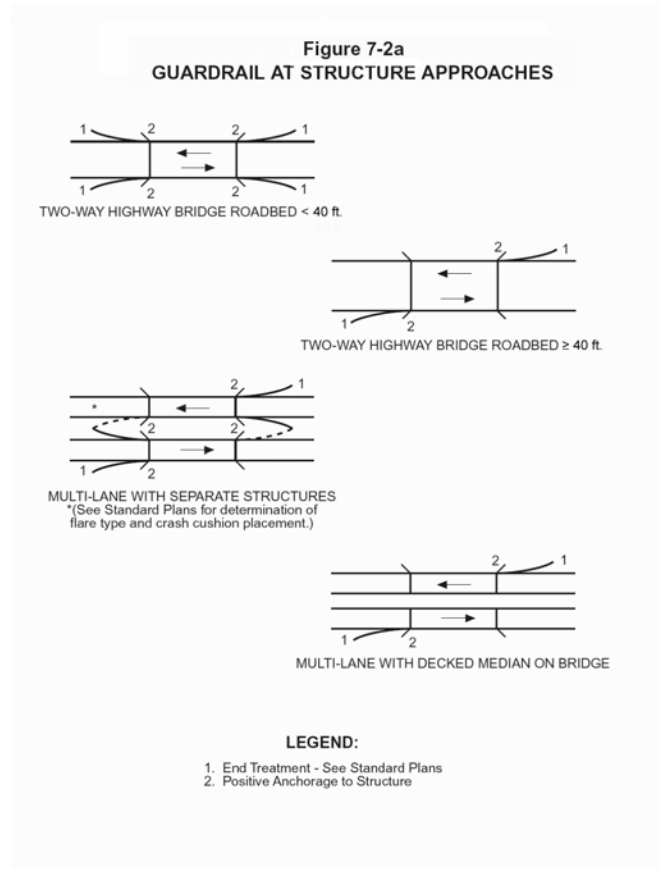 Figure 7-2a
GUARDRAIL AT STRUCTURE APPROACHES
1 2 2 1
1 2 2 1
TWO-WAY HIGHWAY BRIDGE ROADBED < 40 ft.
2 1
1 2
TWO-WAY HIGHWAY BRIDGE ROADBED ≥ 40 ft.
2 1
*
2 2
1 2
MULTI-LANE WITH SEPARATE STRUCTURES
*(See Standard Plans for determination of
flare type and crash cushion placement.)
2 1
1 2
MULTI-LANE WITH DECKED MEDIAN ON BRIDGE
LEGEND:
1. End Treatment - See Standard Plans
2. Positive Anchorage to Structure